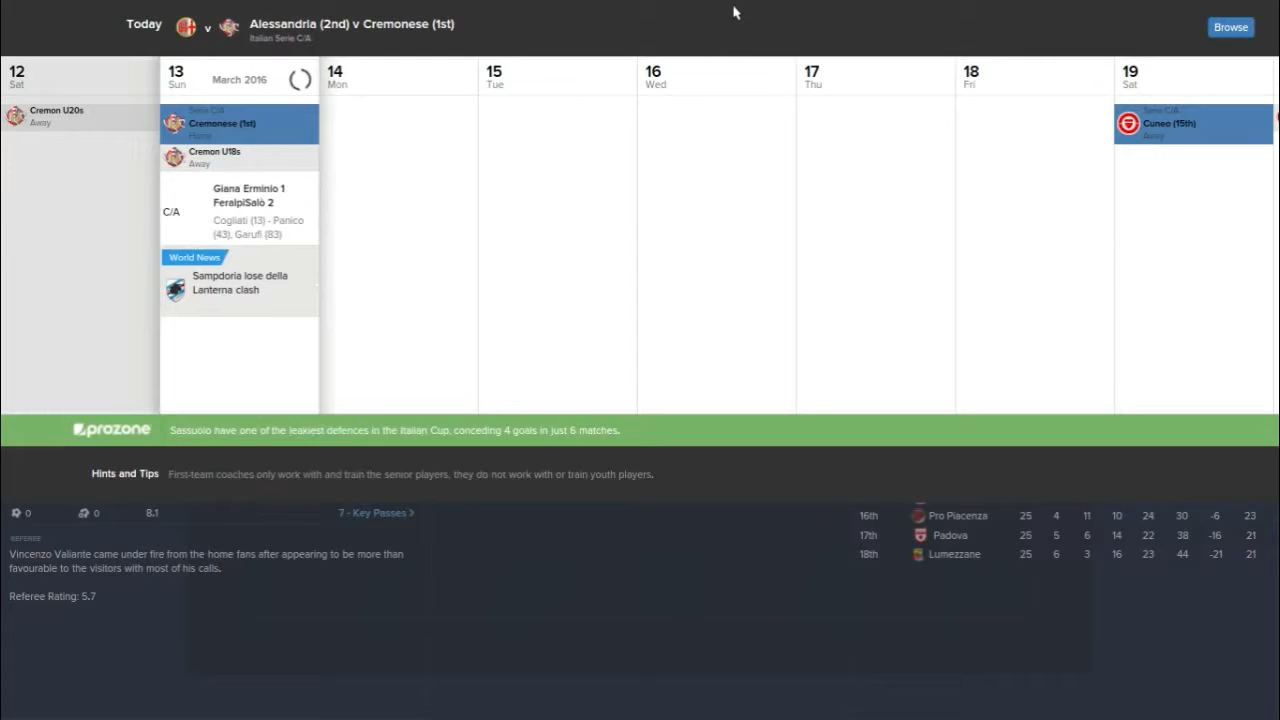 Today v Alessandria (2nd) v Cremonese (1st)
Italian Serie C/A
Browse
12
Sat
13
Sun
March 2016
14
Mon
15
Tue
16
Wed
17
Thu
18
Fri
19
Sat
Cremon U20s
Away
Serie C/A
Cremonese (1st)
Home
Cremon U18s
Away
C/A
Giana Erminio 1
FeralpiSalò 2
Cogliati (13) - Panico
(43), Garufi (83)
World News
Sampdoria lose della
Lanterna clash
Serie C/A
Cuneo (15th)
Away
prozone
Sassuolo have one of the leakiest defences in the Italian Cup, conceding 4 goals in just 6 matches.
Hints and Tips First-team coaches only work with and train the senior players, they do not work with or train youth players.
0 0 8.1 7 - Key Passes >
REFEREE
Vincenzo Valiante came under fire from the home fans after appearing to be more than
favourable to the visitors with most of his calls.
Referee Rating: 5.7
16th Pro Piacenza 25 4 11 10 24 30 -6 23
17th Padova 25 5 6 14 22 38 -16 21
18th Lumezzane 25 6 3 16 23 44 -21 21